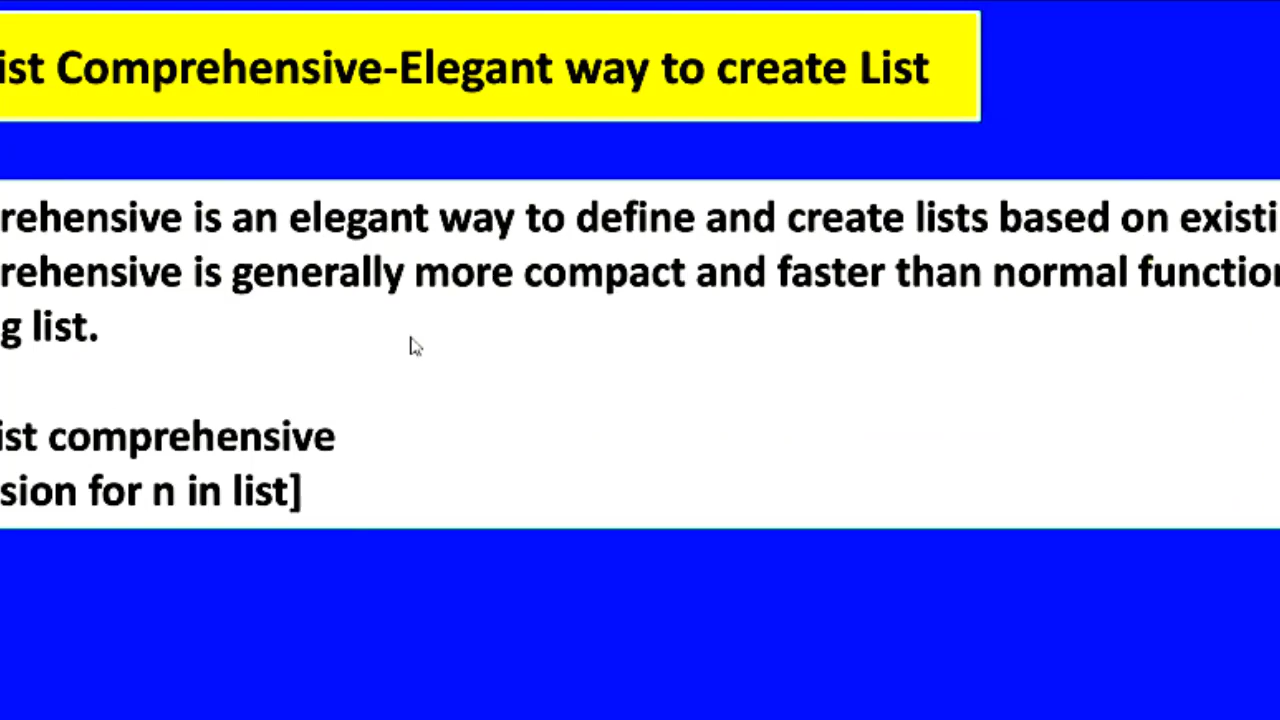 ist Comprehensive-Elegant way to create List
rehensive is an elegant way to define and create lists based on existi
rehensive is generally more compact and faster than normal function
g list.
ist comprehensive
sion for n in list]